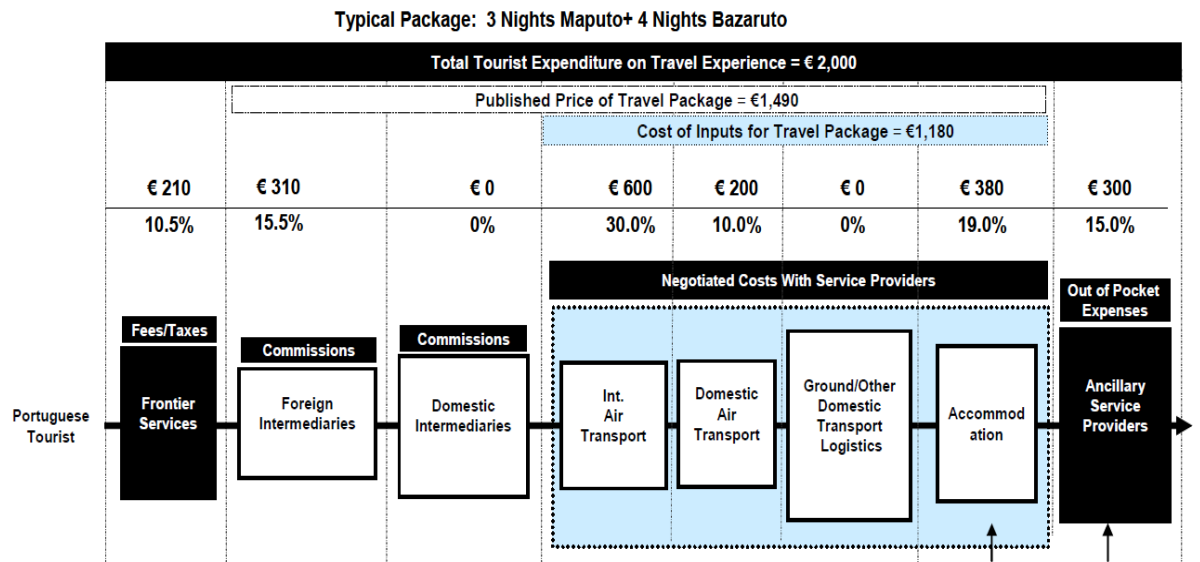 Typical Package: 3 Nights Maputo+ 4 Nights Bazaruto
Total Tourist Expenditure on Travel Experience = € 2,000
Published Price of Travel Package = €1,490
Cost of Inputs for Travel Package = €1,180
€ 210 € 310 € 0 € 600 € 200 € 0 € 380 € 300
10.5% 15.5% 0% 30.0% 10.0% 0% 19.0% 15.0%
Negotiated Costs With Service Providers
Out of Pocket
Expenses
Fees/Taxes
Commissions
Commissions
Portuguese
Tourist
Frontier
Services
Foreign
Intermediaries
Domestic
Intermediaries
Int.
Air
Transport
Domestic
Air
Transport
Ground/Other
Domestic
Transport
Logistics
Accommod
ation
Ancillary
Service
Providers